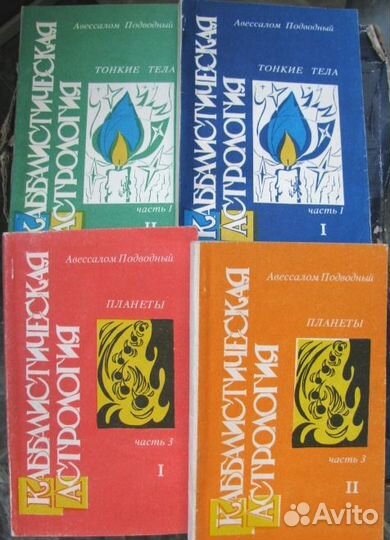 Авессалом Подводный
ТОНКИЕ ТЕЛА
КАББАЛИСТИЧЕСКАЯ
АСТРОЛОГИЯ
часть 1
II
Авессалом Подводный
ТОНКИЕ ТЕЛА
КАББАЛИСТИЧЕСКАЯ
АСТРОЛОГИЯ
часть 1
I
Авессалом Подводный
ПЛАНЕТЫ
КАББАЛИСТИЧЕСКАЯ
АСТРОЛОГИЯ
часть 3
I
Авессалом Подводный
ПЛАНЕТЫ
КАББАЛИСТИЧЕСКАЯ
АСТРОЛОГИЯ
часть 3
II
Avito